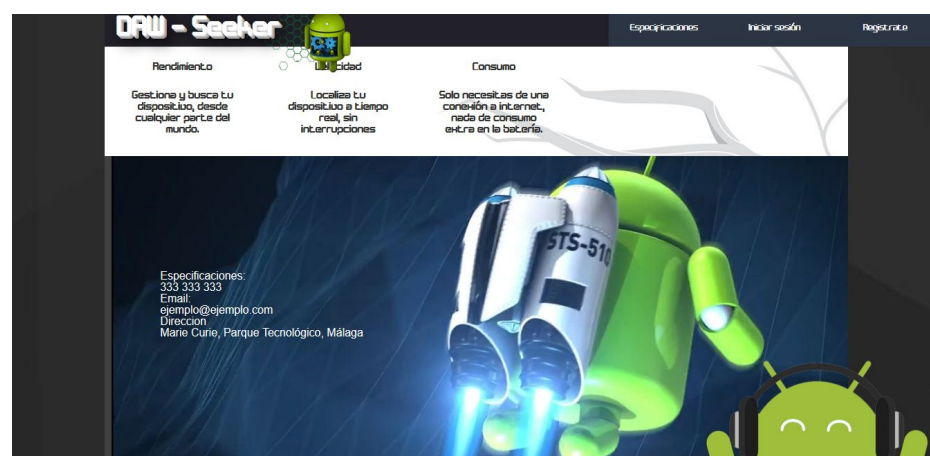 DAW - Seeker
Especificaciones
Iniciar sesión
Registrate
Rendimiento
Consumo
Gestiona y busca tu
dispositivo, desde
cualquier parte del
mundo.
Localiza tu
dispositivo a tiempo
real, sin
interrupciones
Solo necesitas de una
conexión a internet,
nada de consumo
extra en la batería.
STS-510
Especificaciones:
333 333 333
Email:
ejemplo@ejemplo.com
Direccion
Marie Curie, Parque Tecnológico, Málaga